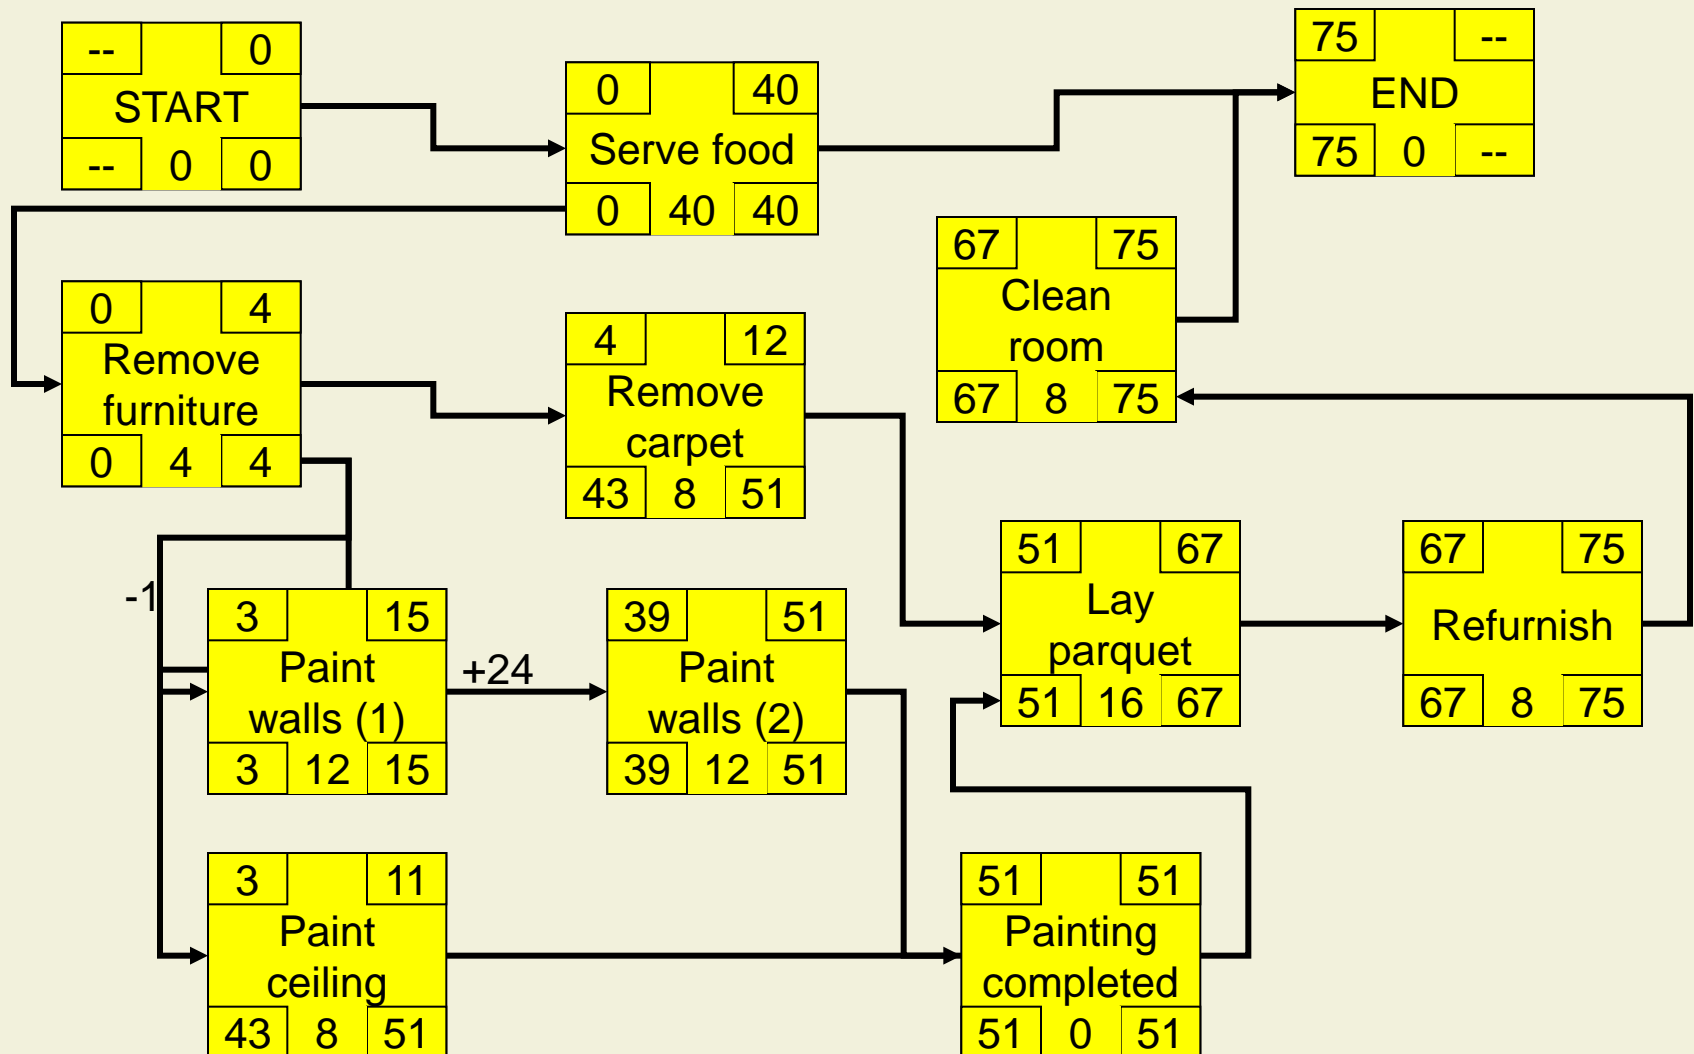 -- 0
START
-- 0 0
0 40
Serve food
0 40 40
75 --
END
75 0 --
67 75
Clean
room
67 8 75
0 4
Remove
furniture
0 4 4
4 12
Remove
carpet
43 8 51
-1
3 15
Paint
walls (1)
3 12 15
+24
39 51
Paint
walls (2)
39 12 51
51 67
Lay
parquet
51 16 67
67 75
Refurnish
67 8 75
3 11
Paint
ceiling
43 8 51
51 51
Painting
completed
51 0 51